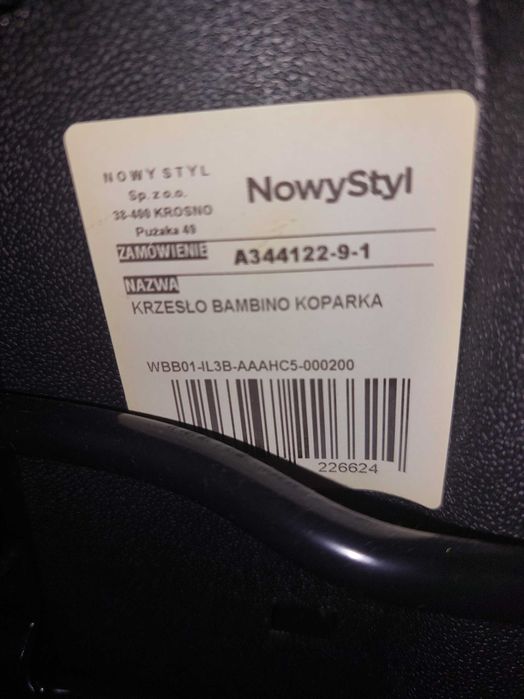 NOWY STYL
Sp. z o.o.
38-400 KROSNO
Pużaka 49
NowyStyl
ZAMÓWIENIE A344122-9-1
NAZWA
KRZESŁO BAMBINO KOPARKA
WBB01-IL3B-AAAHC5-000200
226624